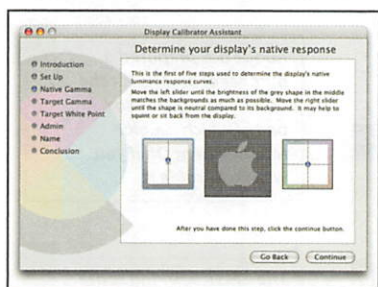 Display Calibrator Assistant
Determine your display's native response
Introduction
Set Up
Native Gamma
Target Gamma
Target White Point
Admin
Name
Conclusion
This is the first of five steps used to determine the display's native
luminance response curves.
Move the left slider until the brightness of the grey shape in the middle
matches the backgrounds as much as possible. Move the right slider
until the shape is neutral compared to its background. It may help to
squint or sit back from the display.
After you have done this step, click the continue button.
Go Back
Continue